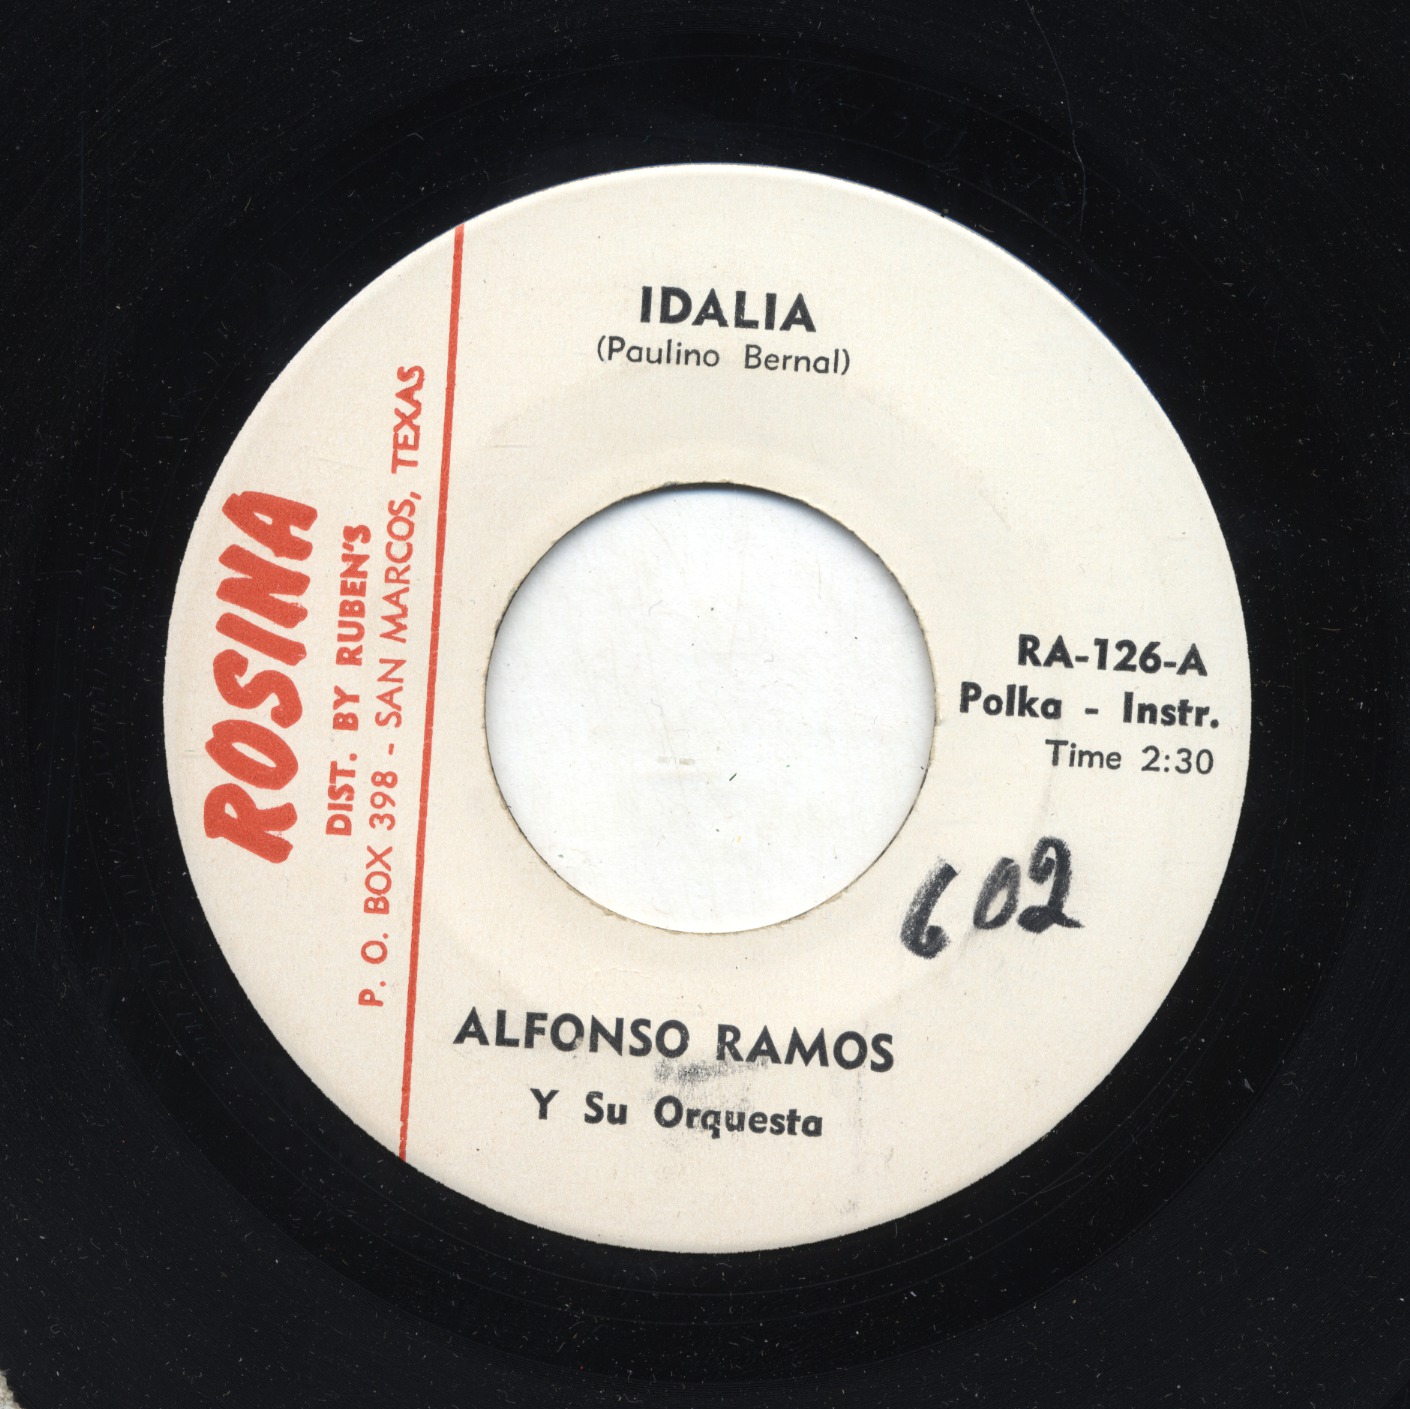 IDALIA
(Paulino Bernal)
ROSINA
DIST. BY RUBEN'S
P. O. BOX 398 - SAN MARCOS, TEXAS
RA-126-A
Polka - Instr.
Time 2:30
602
ALFONSO RAMOS
Y Su Orquesta